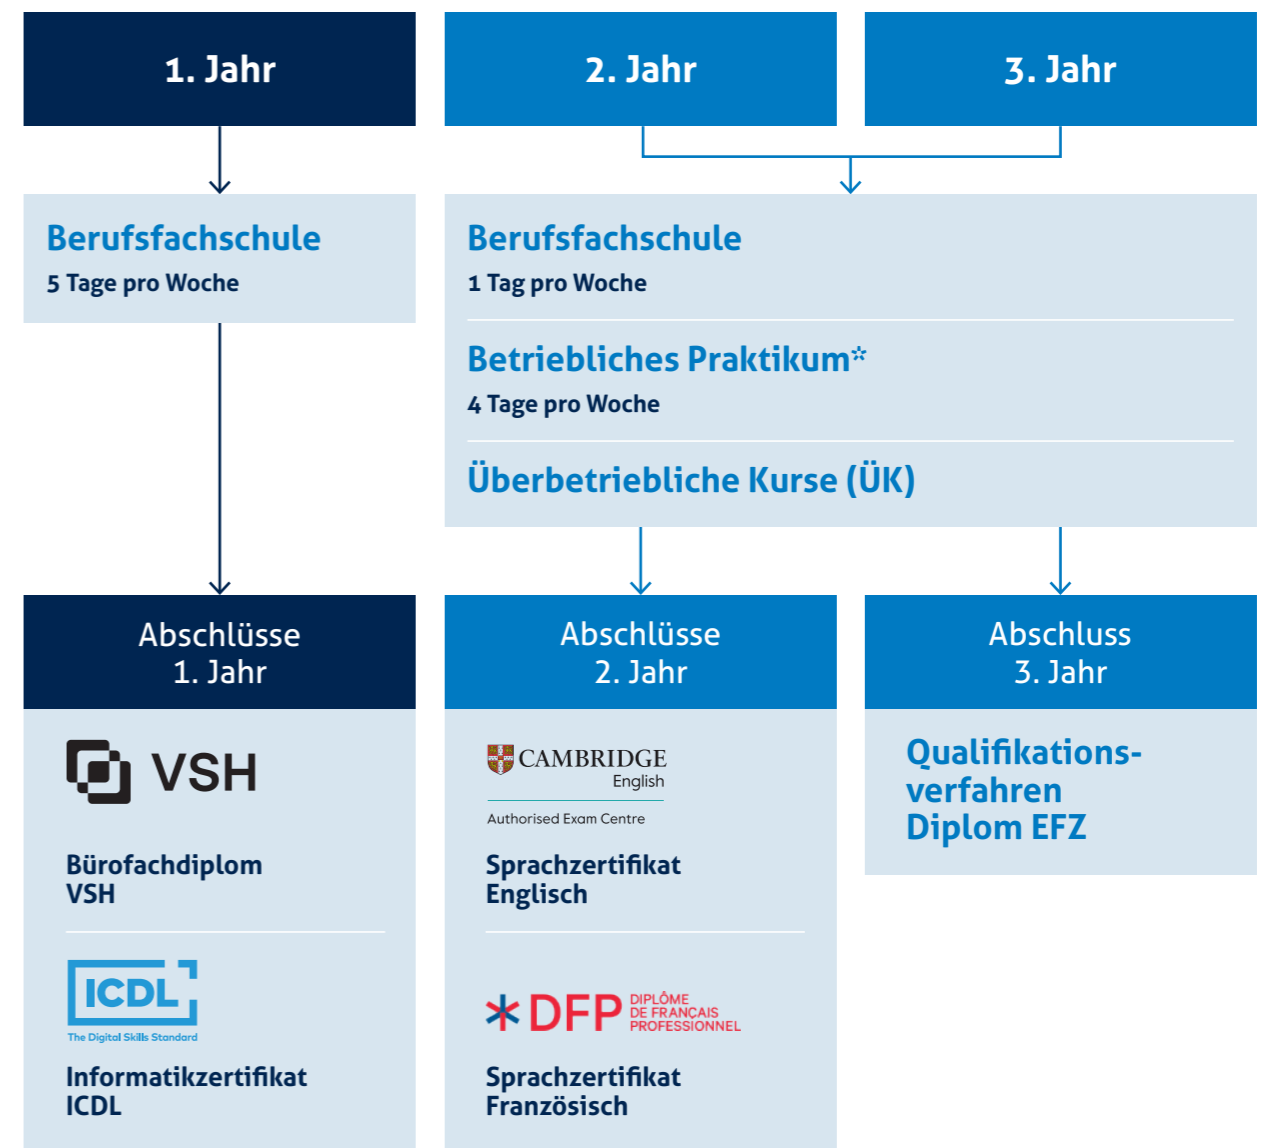 1. Jahr
2. Jahr
3. Jahr
Berufsfachschule
5 Tage pro Woche
Berufsfachschule
1 Tag pro Woche
Betriebliches Praktikum*
4 Tage pro Woche
Überbetriebliche Kurse (ÜK)
Abschlüsse
1. Jahr
VSH
Bürofachdiplom
VSH
ICDL
The Digital Skills Standard
Informatikzertifikat
ICDL
Abschlüsse
2. Jahr
CAMBRIDGE
English
Authorised Exam Centre
Sprachzertifikat
Englisch
DFP
DIPLÔME
DE FRANÇAIS
PROFESSIONNEL
Sprachzertifikat
Französisch
Abschluss
3. Jahr
Qualifikations-
verfahren
Diplom EFZ